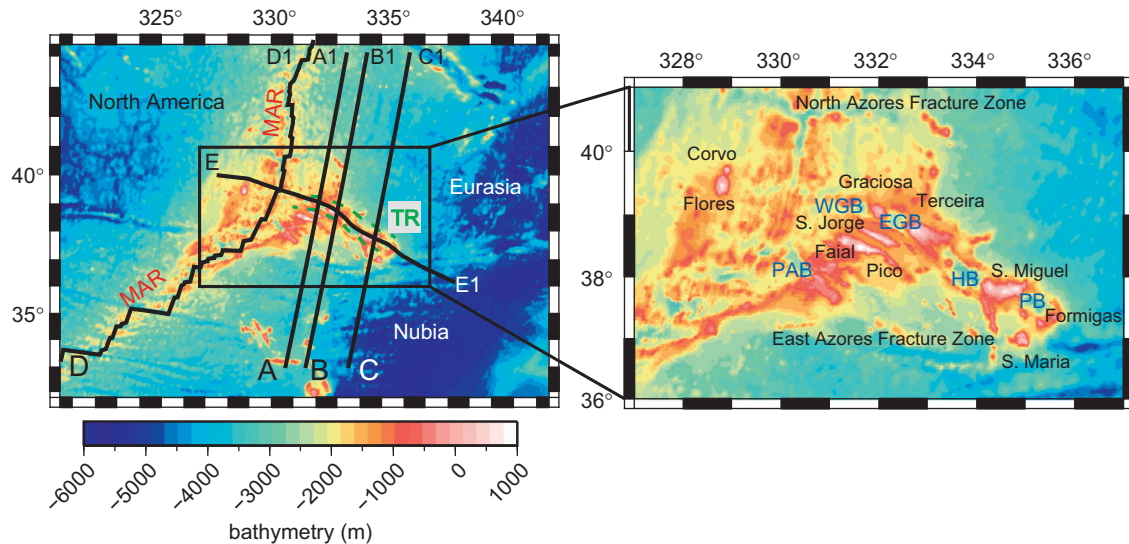 325° 330° 335° 340°
D1 A1 B1 C1
North America
MAR
40°
E
Eurasia
TR
MAR
E1
35°
Nubia
D
A B C
−6000 −5000 −4000 −3000 −2000 −1000 0 1000
bathymetry (m)
328° 330° 332° 334° 336°
North Azores Fracture Zone
40°
Corvo
Graciosa
Flores
WGB
Terceira
S. Jorge
EGB
Faial
38°
PAB
Pico
HB
S. Miguel
PB
Formigas
East Azores Fracture Zone
S. Maria
36°